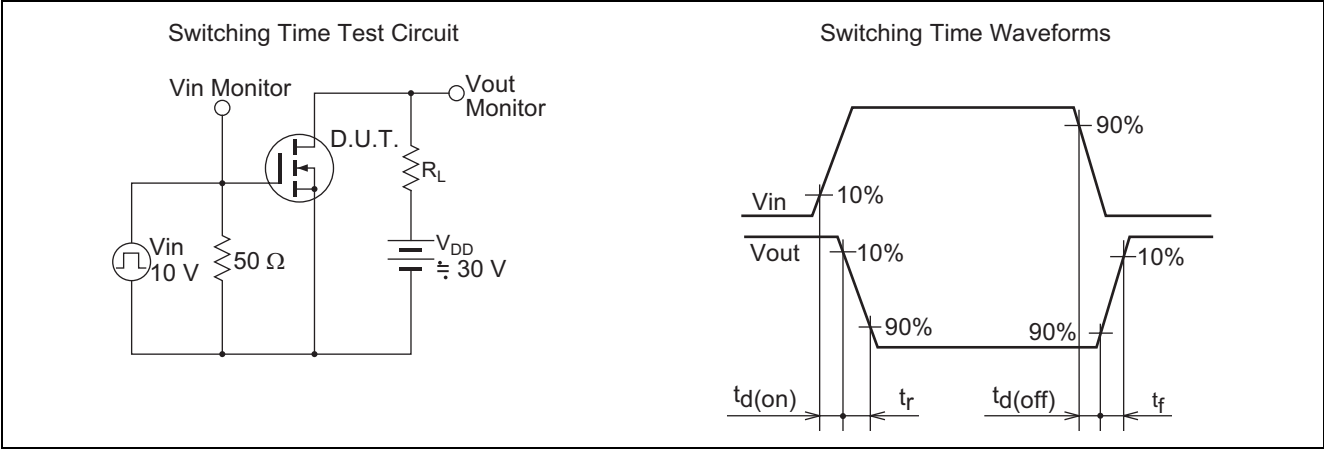 Switching Time Test Circuit
Vin Monitor
Vout
Monitor
D.U.T.
RL
Vin
10 V
50 Ω
VDD
≒ 30 V
Switching Time Waveforms
Vin
10%
90%
Vout
10%
90%
90%
10%
td(on)
tr
td(off)
tf